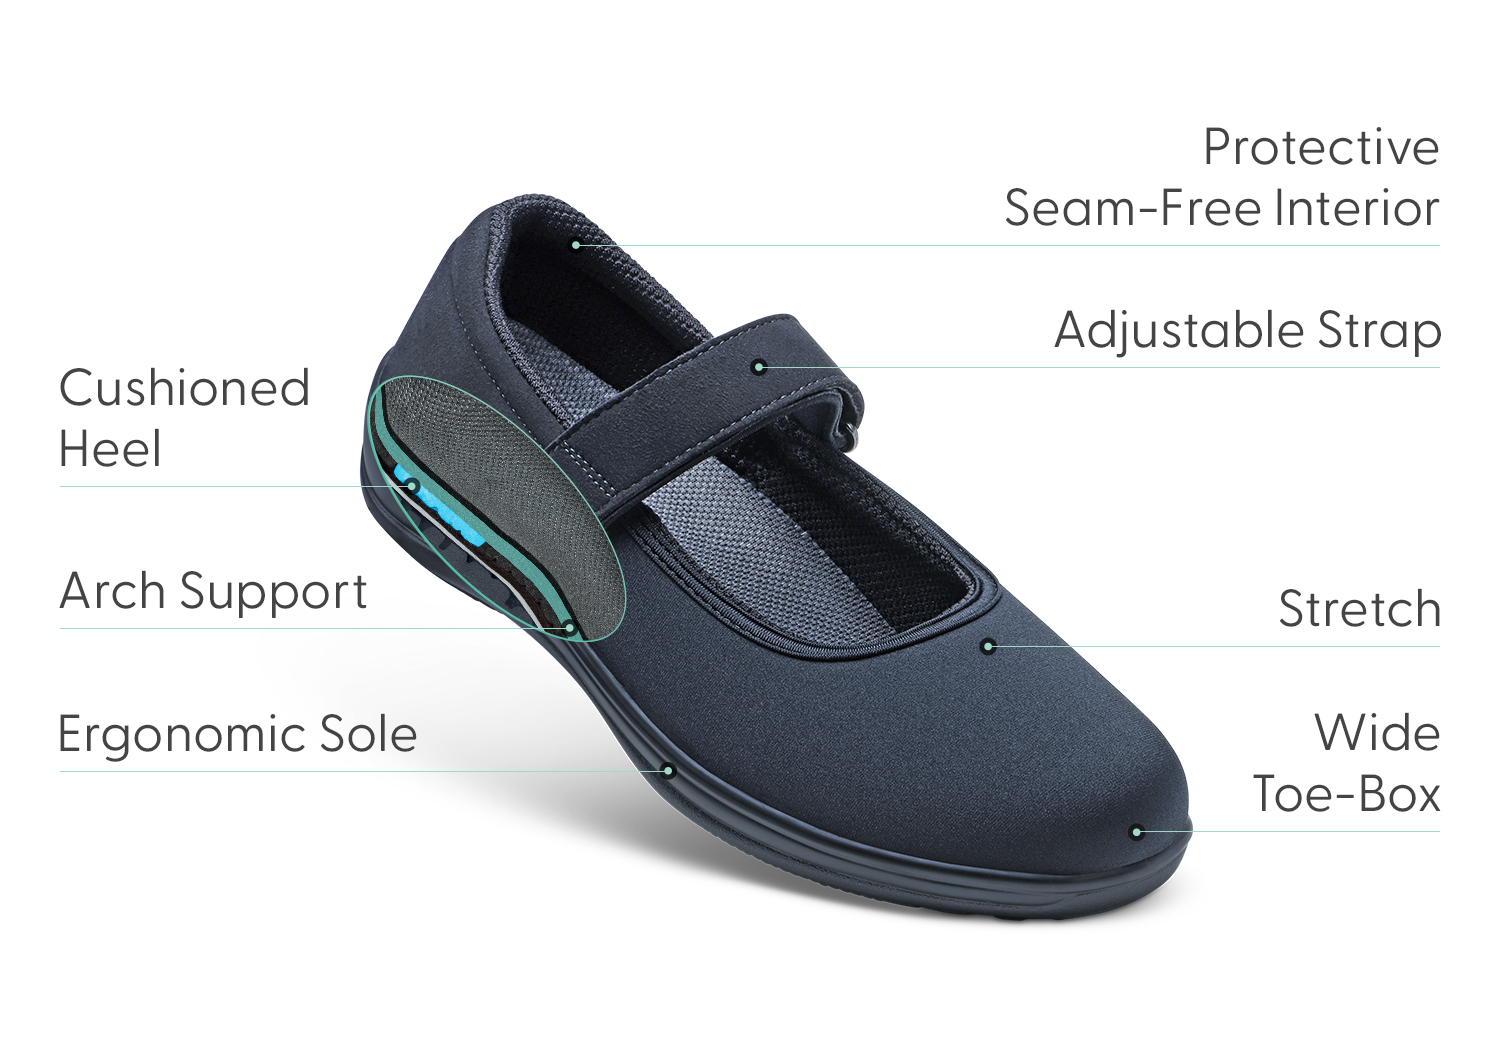 Protective
Seam-Free Interior
Adjustable Strap
Cushioned
Heel
Arch Support
Stretch
Ergonomic Sole
Wide
Toe-Box